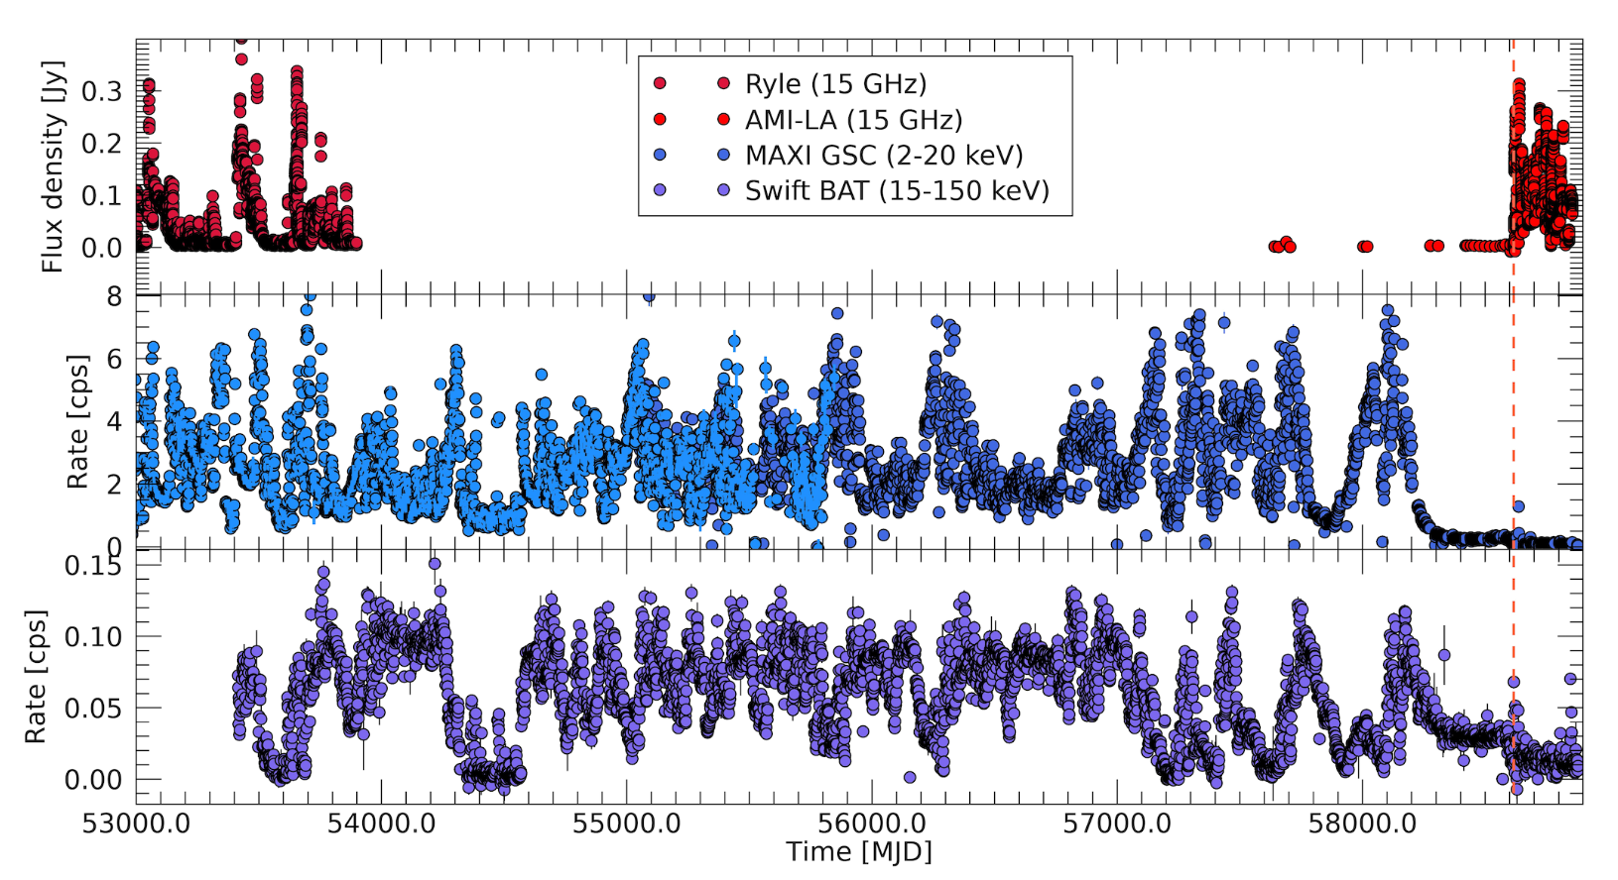 Flux density [Jy]
0.3
0.2
0.1
0.0
Ryle (15 GHz)
AMI-LA (15 GHz)
MAXI GSC (2-20 keV)
Swift BAT (15-150 keV)
Rate [cps]
8
6
4
2
0
Rate [cps]
0.15
0.10
0.05
0.00
53000.0 54000.0 55000.0 56000.0 57000.0 58000.0
Time [MJD]